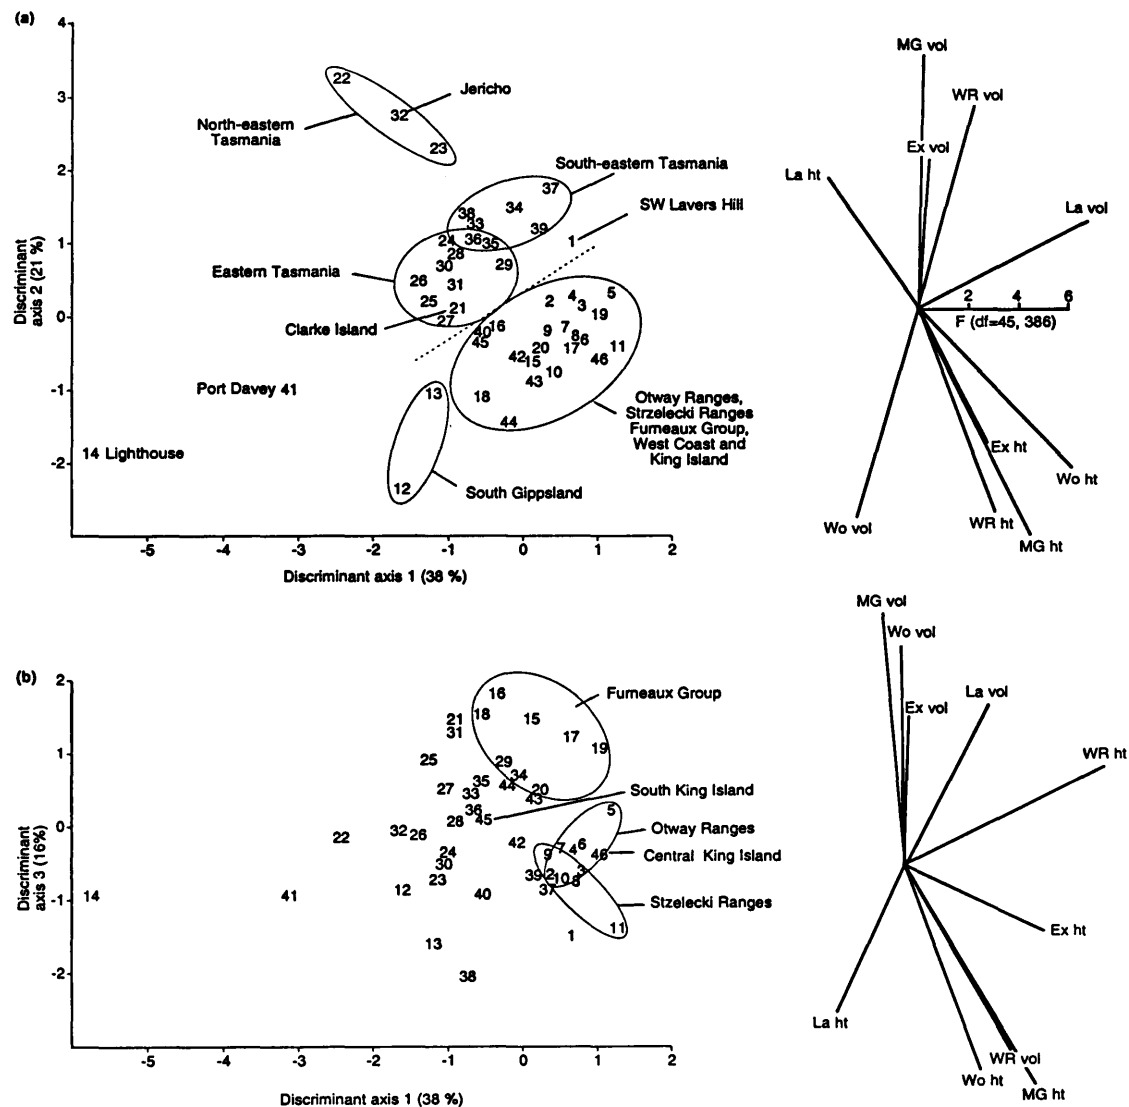 (a)
4
3
2
1
0
-1
-2
Discriminant
axis 2 (21 %)
22
32
23
Jericho
North-eastern
Tasmania
South-eastern Tasmania
37
34
38
33
39
36
35
SW Lavers Hill
1
24
28
30
29
26
31
25
21
27
Eastern Tasmania
Clarke Island
40
16
45
2
4
3
5
19
9
7
8
6
20
17
11
42
15
46
10
43
18
44
Port Davey 41
13
12
14 Lighthouse
Otway Ranges,
Strzelecki Ranges
Furneaux Group,
West Coast and
King Island
South Gippsland
-5
-4
-3
-2
-1
0
1
2
Discriminant axis 1 (38 %)
MG vol
WR vol
Ex vol
La ht
La vol
2
4
6
F (df=45, 386)
Ex ht
Wo ht
WR ht
Wo vol
MG ht
(b)
2
1
0
-1
-2
Discriminant
axis 3 (16%)
16
18
15
17
19
Furneaux Group
21
31
25
29
34
35
44
20
27
33
43
36
28
45
South King Island
5
Otway Ranges
22
32
26
42
7
4
6
46
Central King Island
24
9
30
3
23
39
2
10
8
12
40
37
14
41
Stzelecki Ranges
11
1
13
38
-5
-4
-3
-2
-1
0
1
2
Discriminant axis 1 (38 %)
MG vol
Wo vol
La vol
Ex vol
WR ht
Ex ht
La ht
WR vol
Wo ht
MG ht